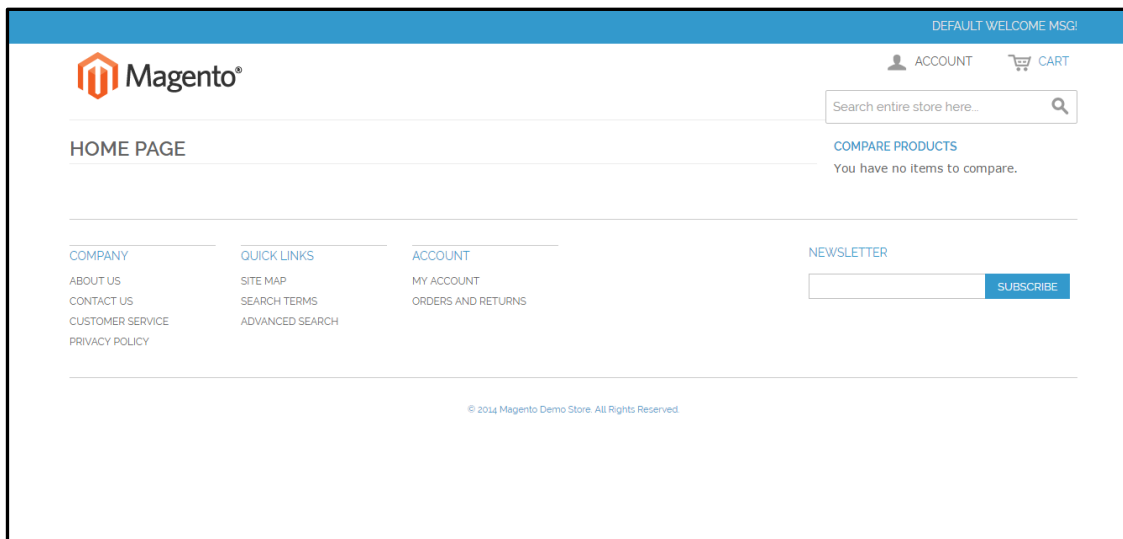 DEFAULT WELCOME MSG!
Magento®
ACCOUNT
CART
Search entire store here...
HOME PAGE
COMPARE PRODUCTS
You have no items to compare.
COMPANY
ABOUT US
CONTACT US
CUSTOMER SERVICE
PRIVACY POLICY
QUICK LINKS
SITE MAP
SEARCH TERMS
ADVANCED SEARCH
ACCOUNT
MY ACCOUNT
ORDERS AND RETURNS
NEWSLETTER
SUBSCRIBE
© 2014 Magento Demo Store. All Rights Reserved.